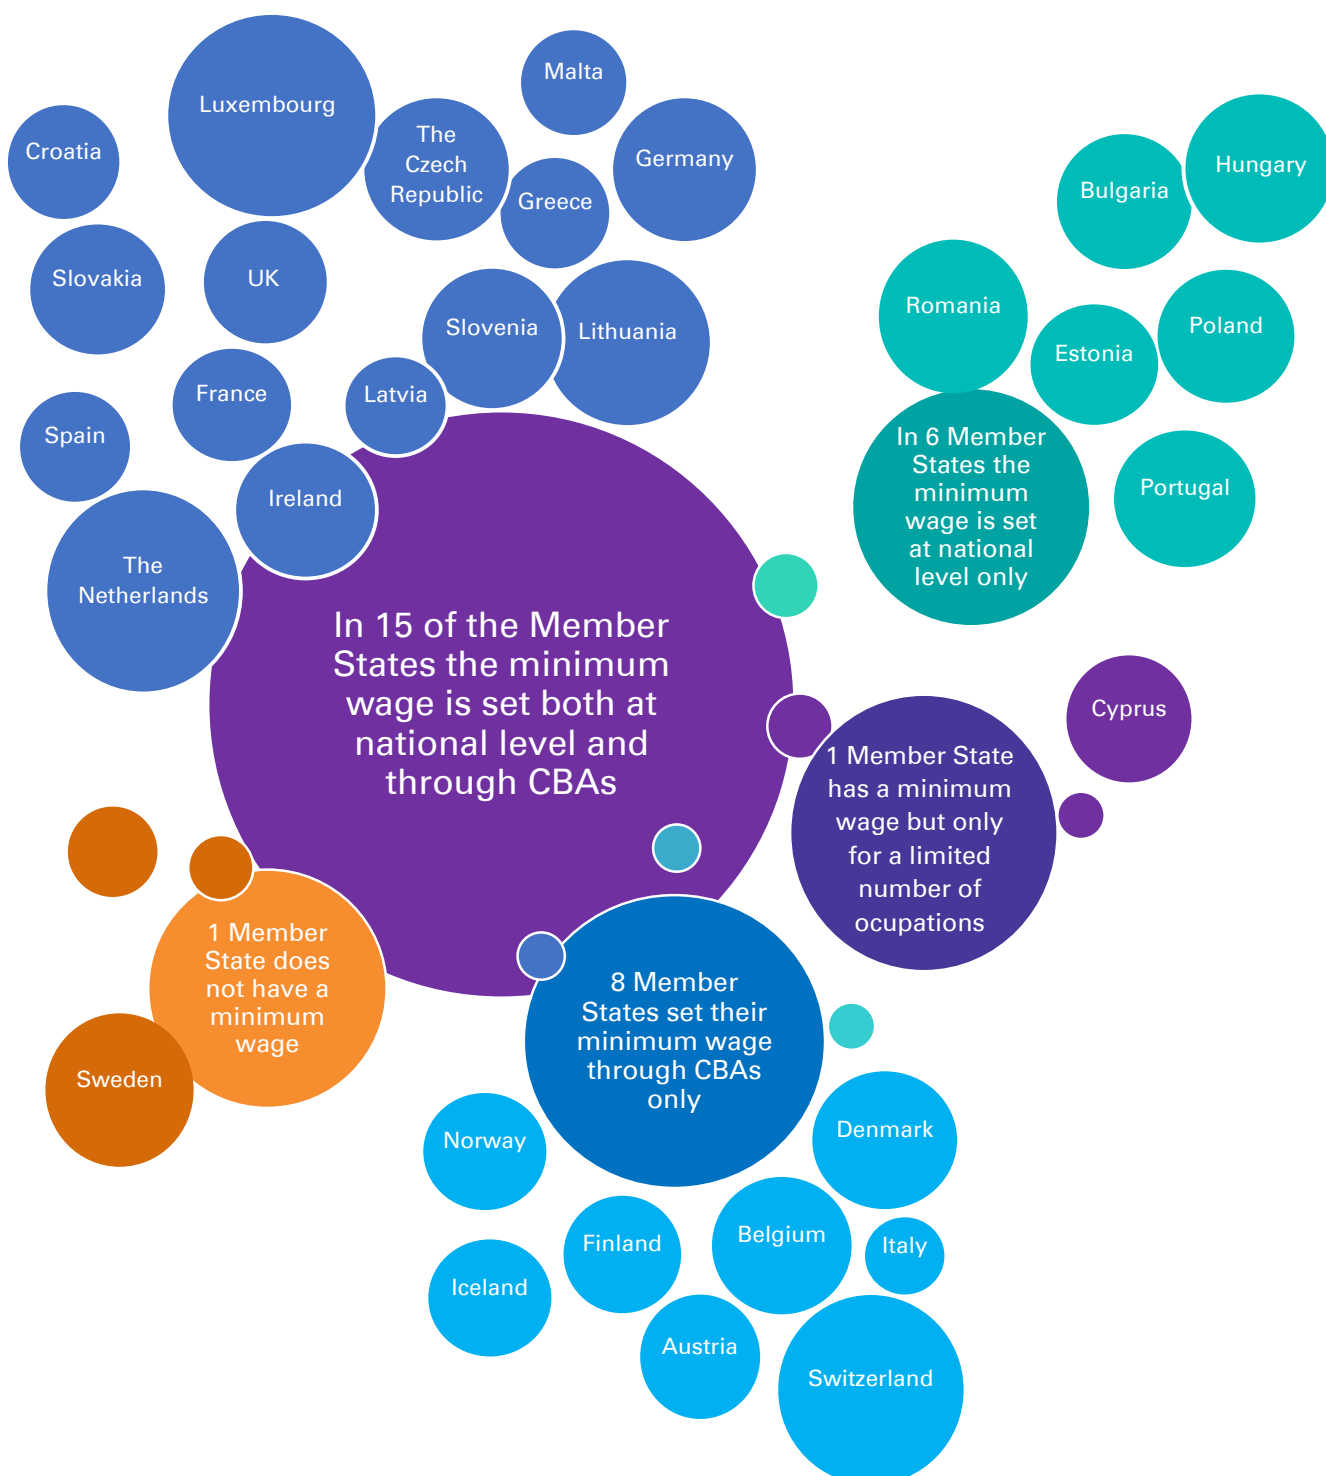 Malta
Luxembourg
The
Czech
Republic
Croatia
Germany
Greece
Slovakia
UK
Slovenia
Lithuania
France
Latvia
Spain
Ireland
The
Netherlands
In 15 of the Member
States the minimum
wage is set both at
national level and
through CBAs
Hungary
Bulgaria
Romania
Poland
Estonia
In 6 Member
States the
minimum
wage is set
at national
level only
Portugal
Cyprus
1 Member State
has a minimum
wage but only
for a limited
number of
ocupations
1 Member
State does
not have a
minimum
wage
Sweden
8 Member
States set their
minimum wage
through CBAs
only
Norway
Denmark
Finland
Belgium
Italy
Iceland
Austria
Switzerland